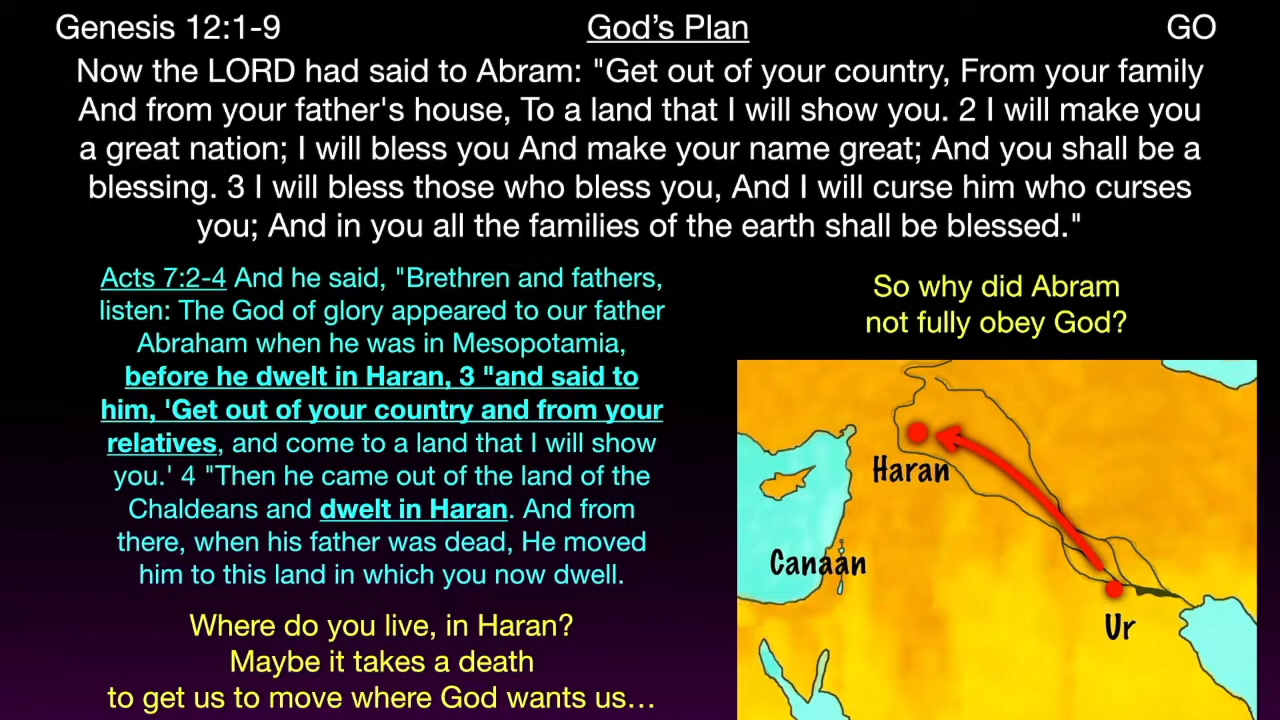 Genesis 12:1-9 God’s Plan GO
Now the LORD had said to Abram: "Get out of your country, From your family
And from your father's house, To a land that I will show you. 2 I will make you
a great nation; I will bless you And make your name great; And you shall be a
blessing. 3 I will bless those who bless you, And I will curse him who curses
you; And in you all the families of the earth shall be blessed."
Acts 7:2-4 And he said, "Brethren and fathers,
listen: The God of glory appeared to our father
Abraham when he was in Mesopotamia,
before he dwelt in Haran, 3 "and said to
him, 'Get out of your country and from your
relatives, and come to a land that I will show
you.' 4 "Then he came out of the land of the
Chaldeans and dwelt in Haran. And from
there, when his father was dead, He moved
him to this land in which you now dwell.
Where do you live, in Haran?
Maybe it takes a death
to get us to move where God wants us…
So why did Abram
not fully obey God?
Haran
Canaan
Ur